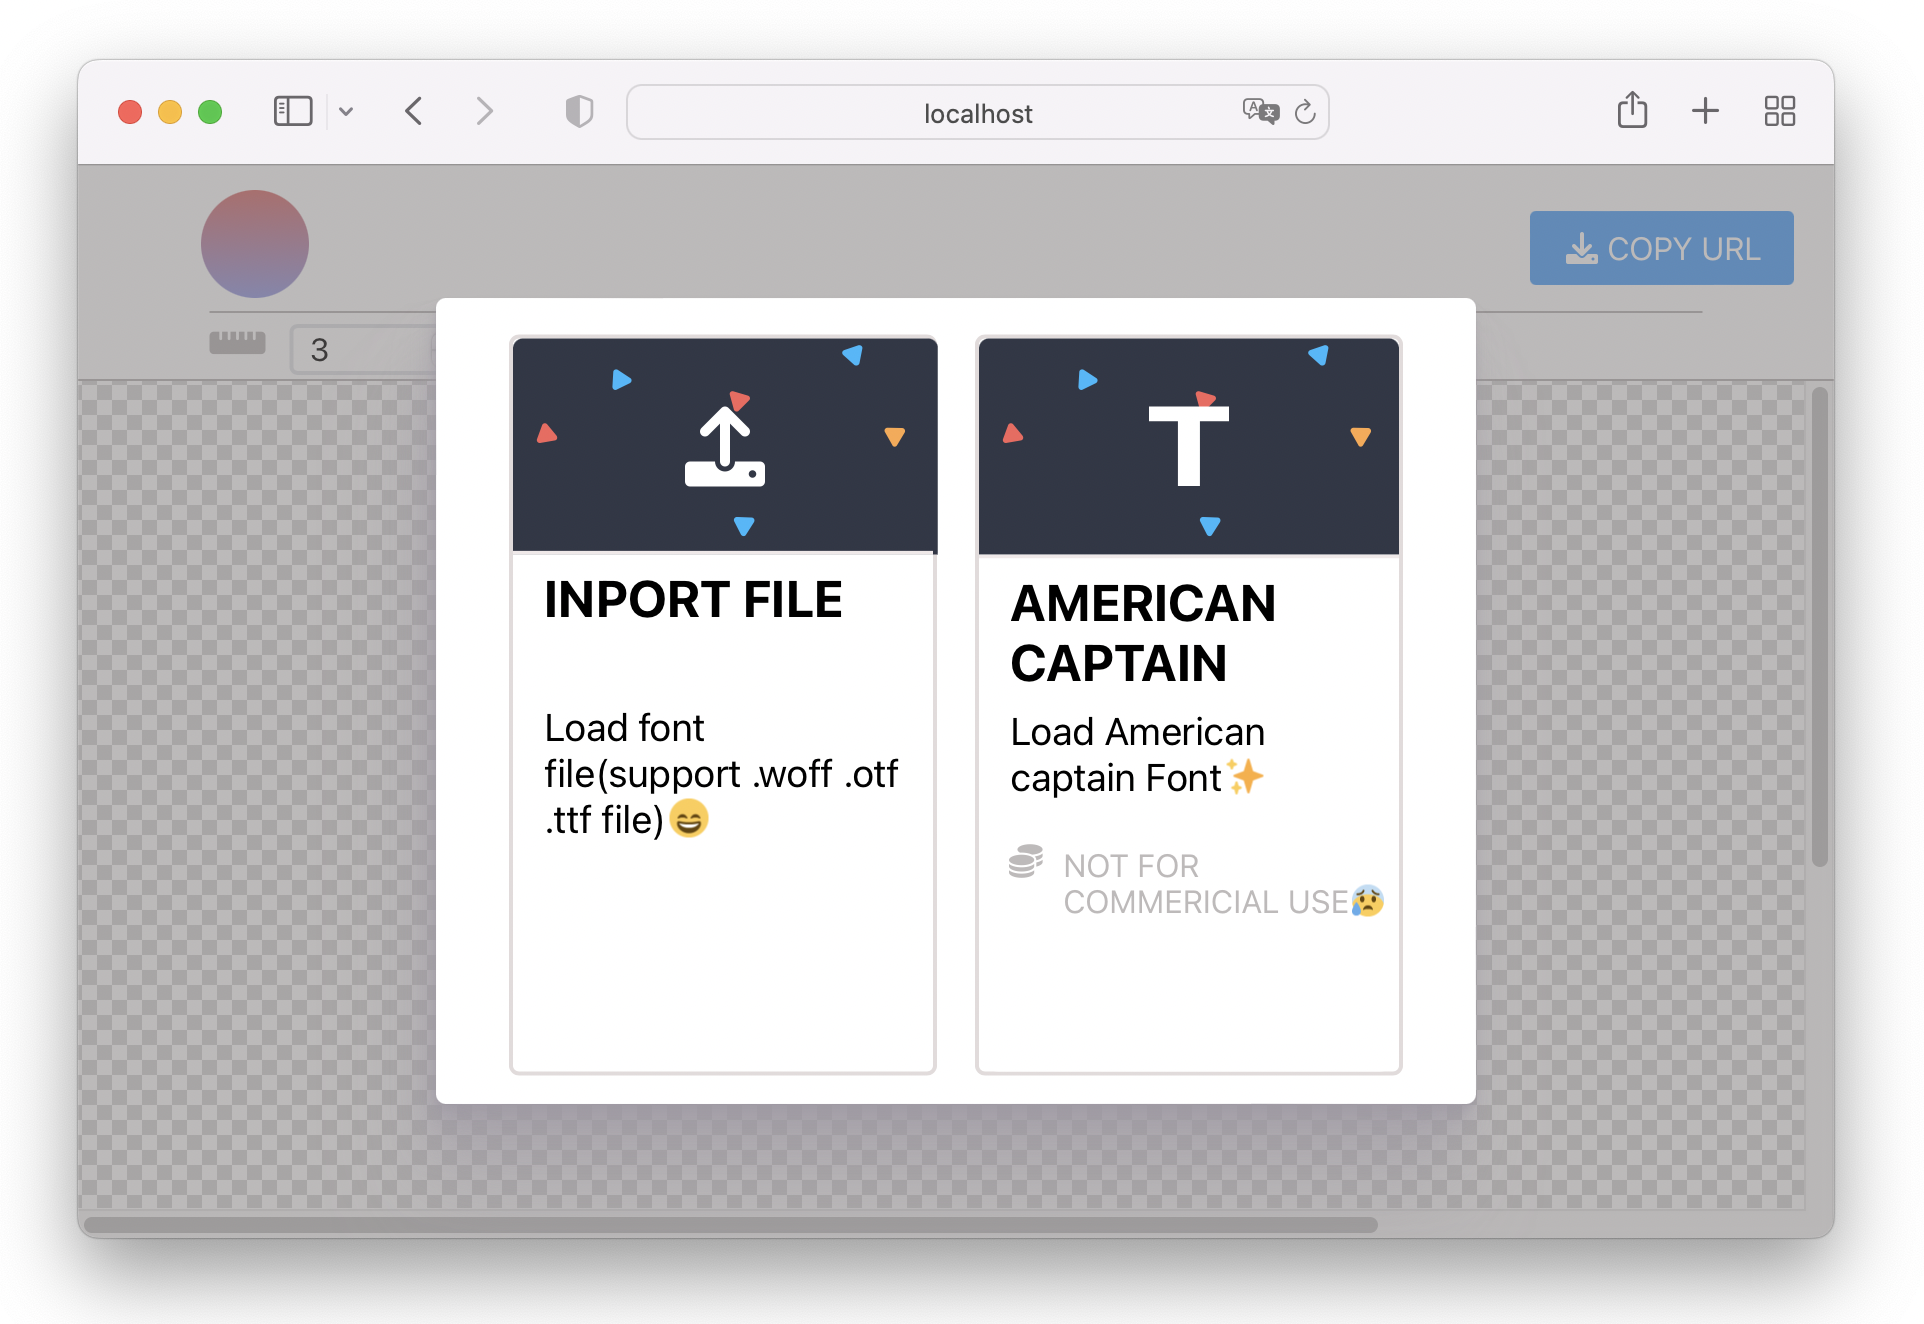 localhost
COPY URL
3
INPORT FILE
Load font
file(support .woff .otf
.ttf file)😄
AMERICAN
CAPTAIN
Load American
captain Font✨
NOT FOR
COMMERICIAL USE😰